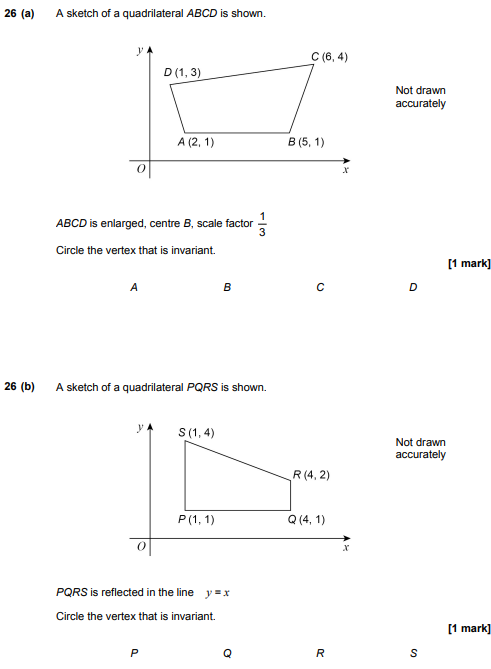 26 (a) A sketch of a quadrilateral ABCD is shown.
y
C (6, 4)
D (1, 3)
Not drawn
accurately
A (2, 1) B (5, 1)
O x
ABCD is enlarged, centre B, scale factor 1/3
Circle the vertex that is invariant.
[1 mark]
A B C D
26 (b) A sketch of a quadrilateral PQRS is shown.
y
S (1, 4)
Not drawn
accurately
R (4, 2)
P (1, 1) Q (4, 1)
O x
PQRS is reflected in the line y = x
Circle the vertex that is invariant.
[1 mark]
P Q R S